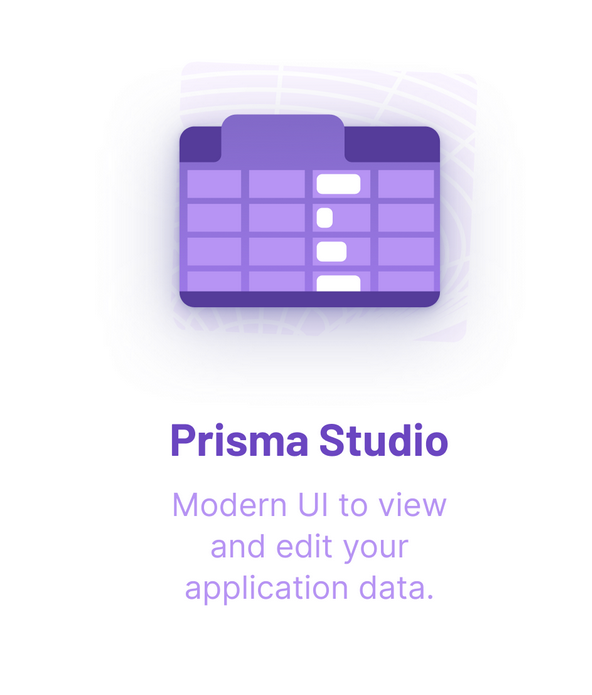 Prisma Studio
Modern UI to view
and edit your
application data.